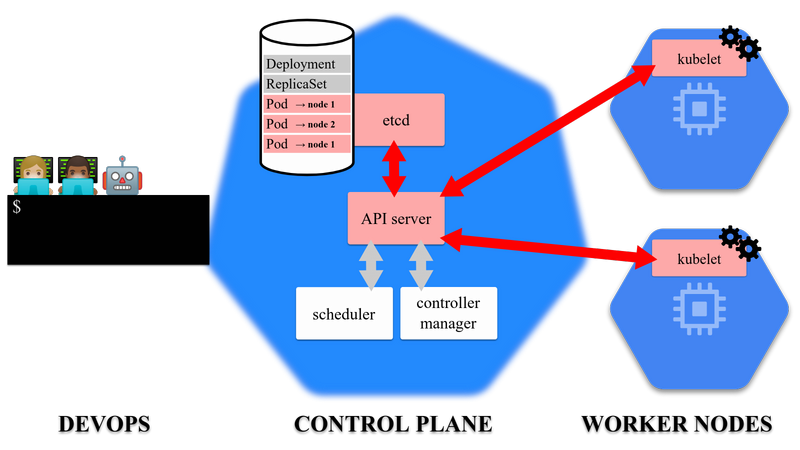 Deployment
ReplicaSet
Pod → node 1
Pod → node 2
Pod → node 1
etcd
API server
scheduler
controller
manager
$
kubelet
kubelet
DEVOPS
CONTROL PLANE
WORKER NODES